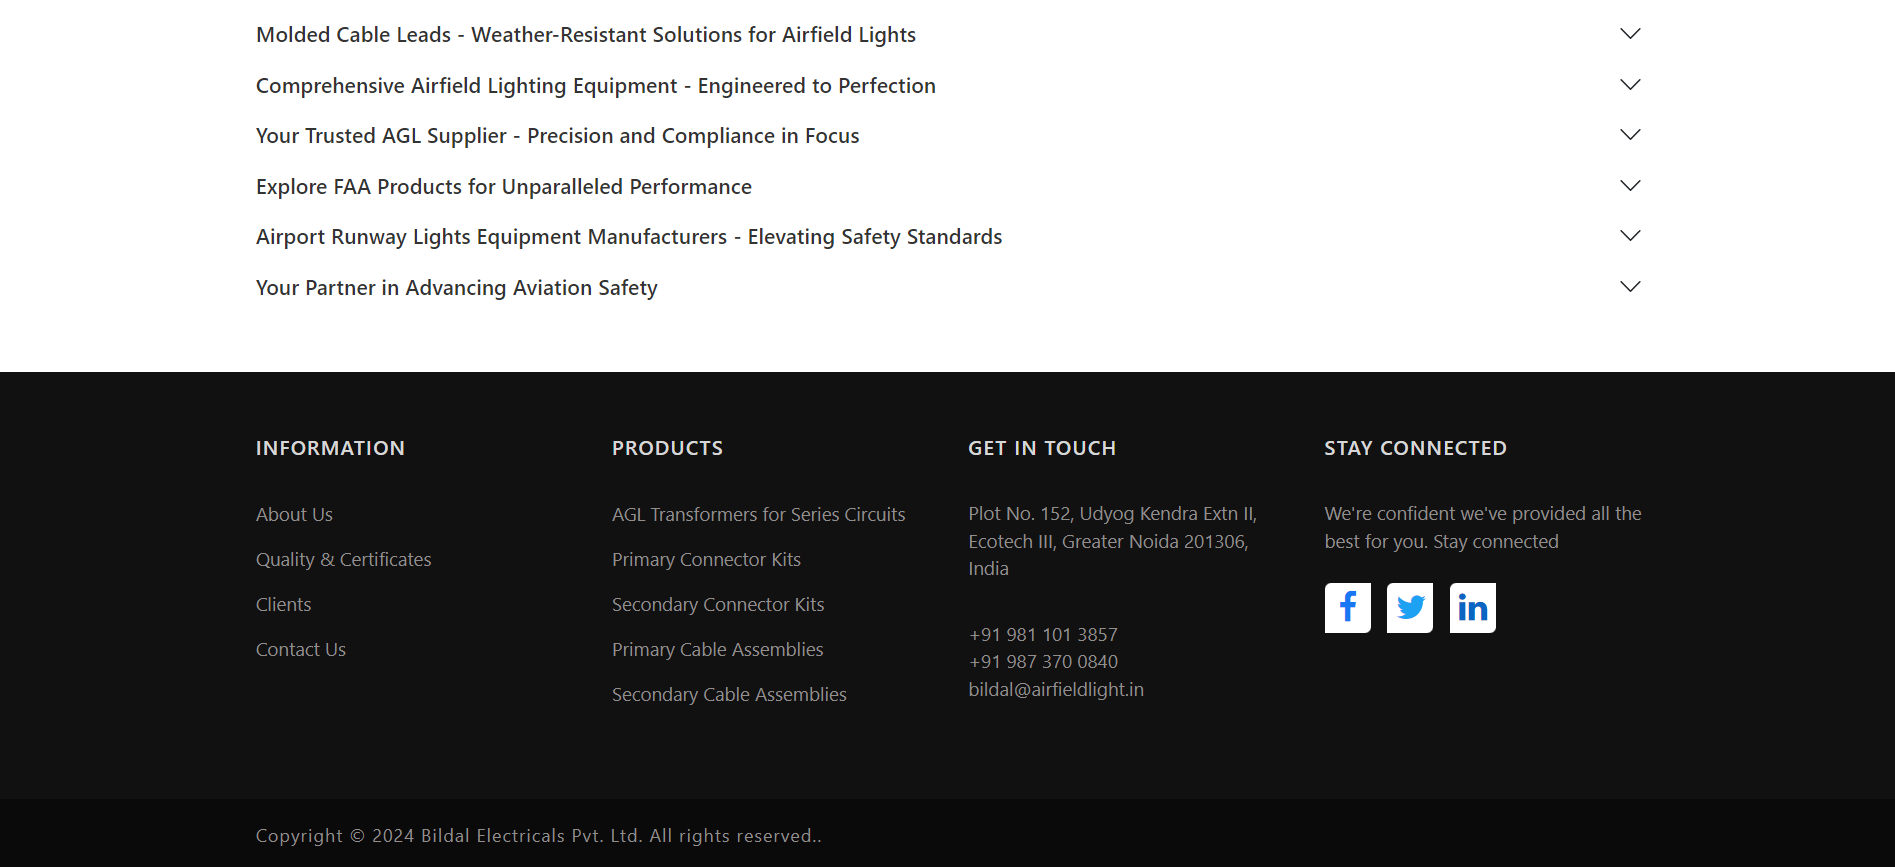 Molded Cable Leads - Weather-Resistant Solutions for Airfield Lights
Comprehensive Airfield Lighting Equipment - Engineered to Perfection
Your Trusted AGL Supplier - Precision and Compliance in Focus
Explore FAA Products for Unparalleled Performance
Airport Runway Lights Equipment Manufacturers - Elevating Safety Standards
Your Partner in Advancing Aviation Safety
INFORMATION
About Us
Quality & Certificates
Clients
Contact Us
PRODUCTS
AGL Transformers for Series Circuits
Primary Connector Kits
Secondary Connector Kits
Primary Cable Assemblies
Secondary Cable Assemblies
GET IN TOUCH
Plot No. 152, Udyog Kendra Extn II,
Ecotech III, Greater Noida 201306,
India
+91 981 101 3857
+91 987 370 0840
bildal@airfieldlight.in
STAY CONNECTED
We're confident we've provided all the
best for you. Stay connected
Copyright © 2024 Bildal Electricals Pvt. Ltd. All rights reserved..